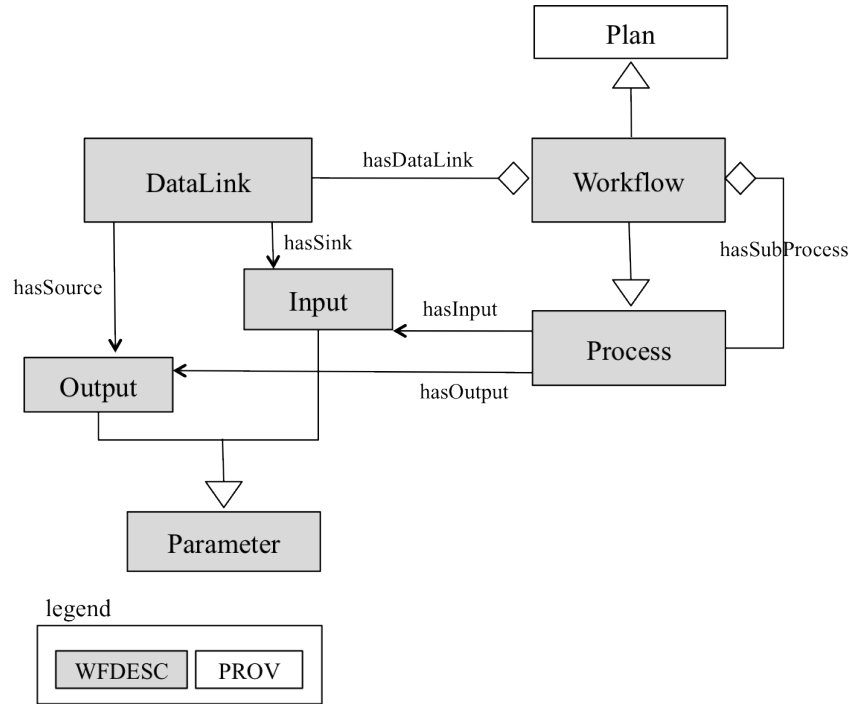 Plan
hasDataLink
DataLink
Workflow
hasSink
hasSubProcess
hasSource
Input
hasInput
Process
Output
hasOutput
Parameter
legend
WFDESC
PROV